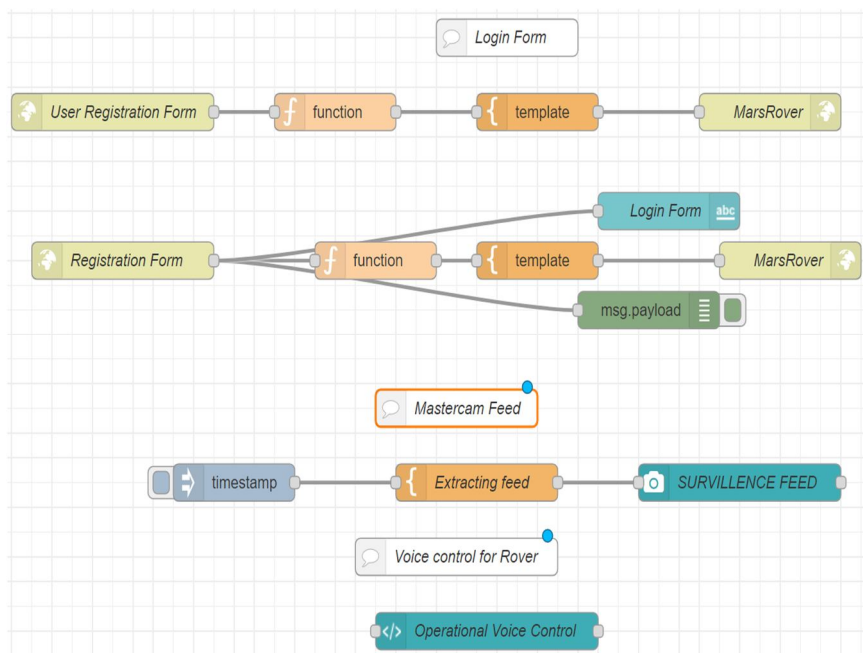 Login Form
User Registration Form
function
template
MarsRover
Login Form
abc
Registration Form
function
template
MarsRover
msg.payload
Mastercam Feed
timestamp
Extracting feed
SURVILLENCE FEED
Voice control for Rover
Operational Voice Control